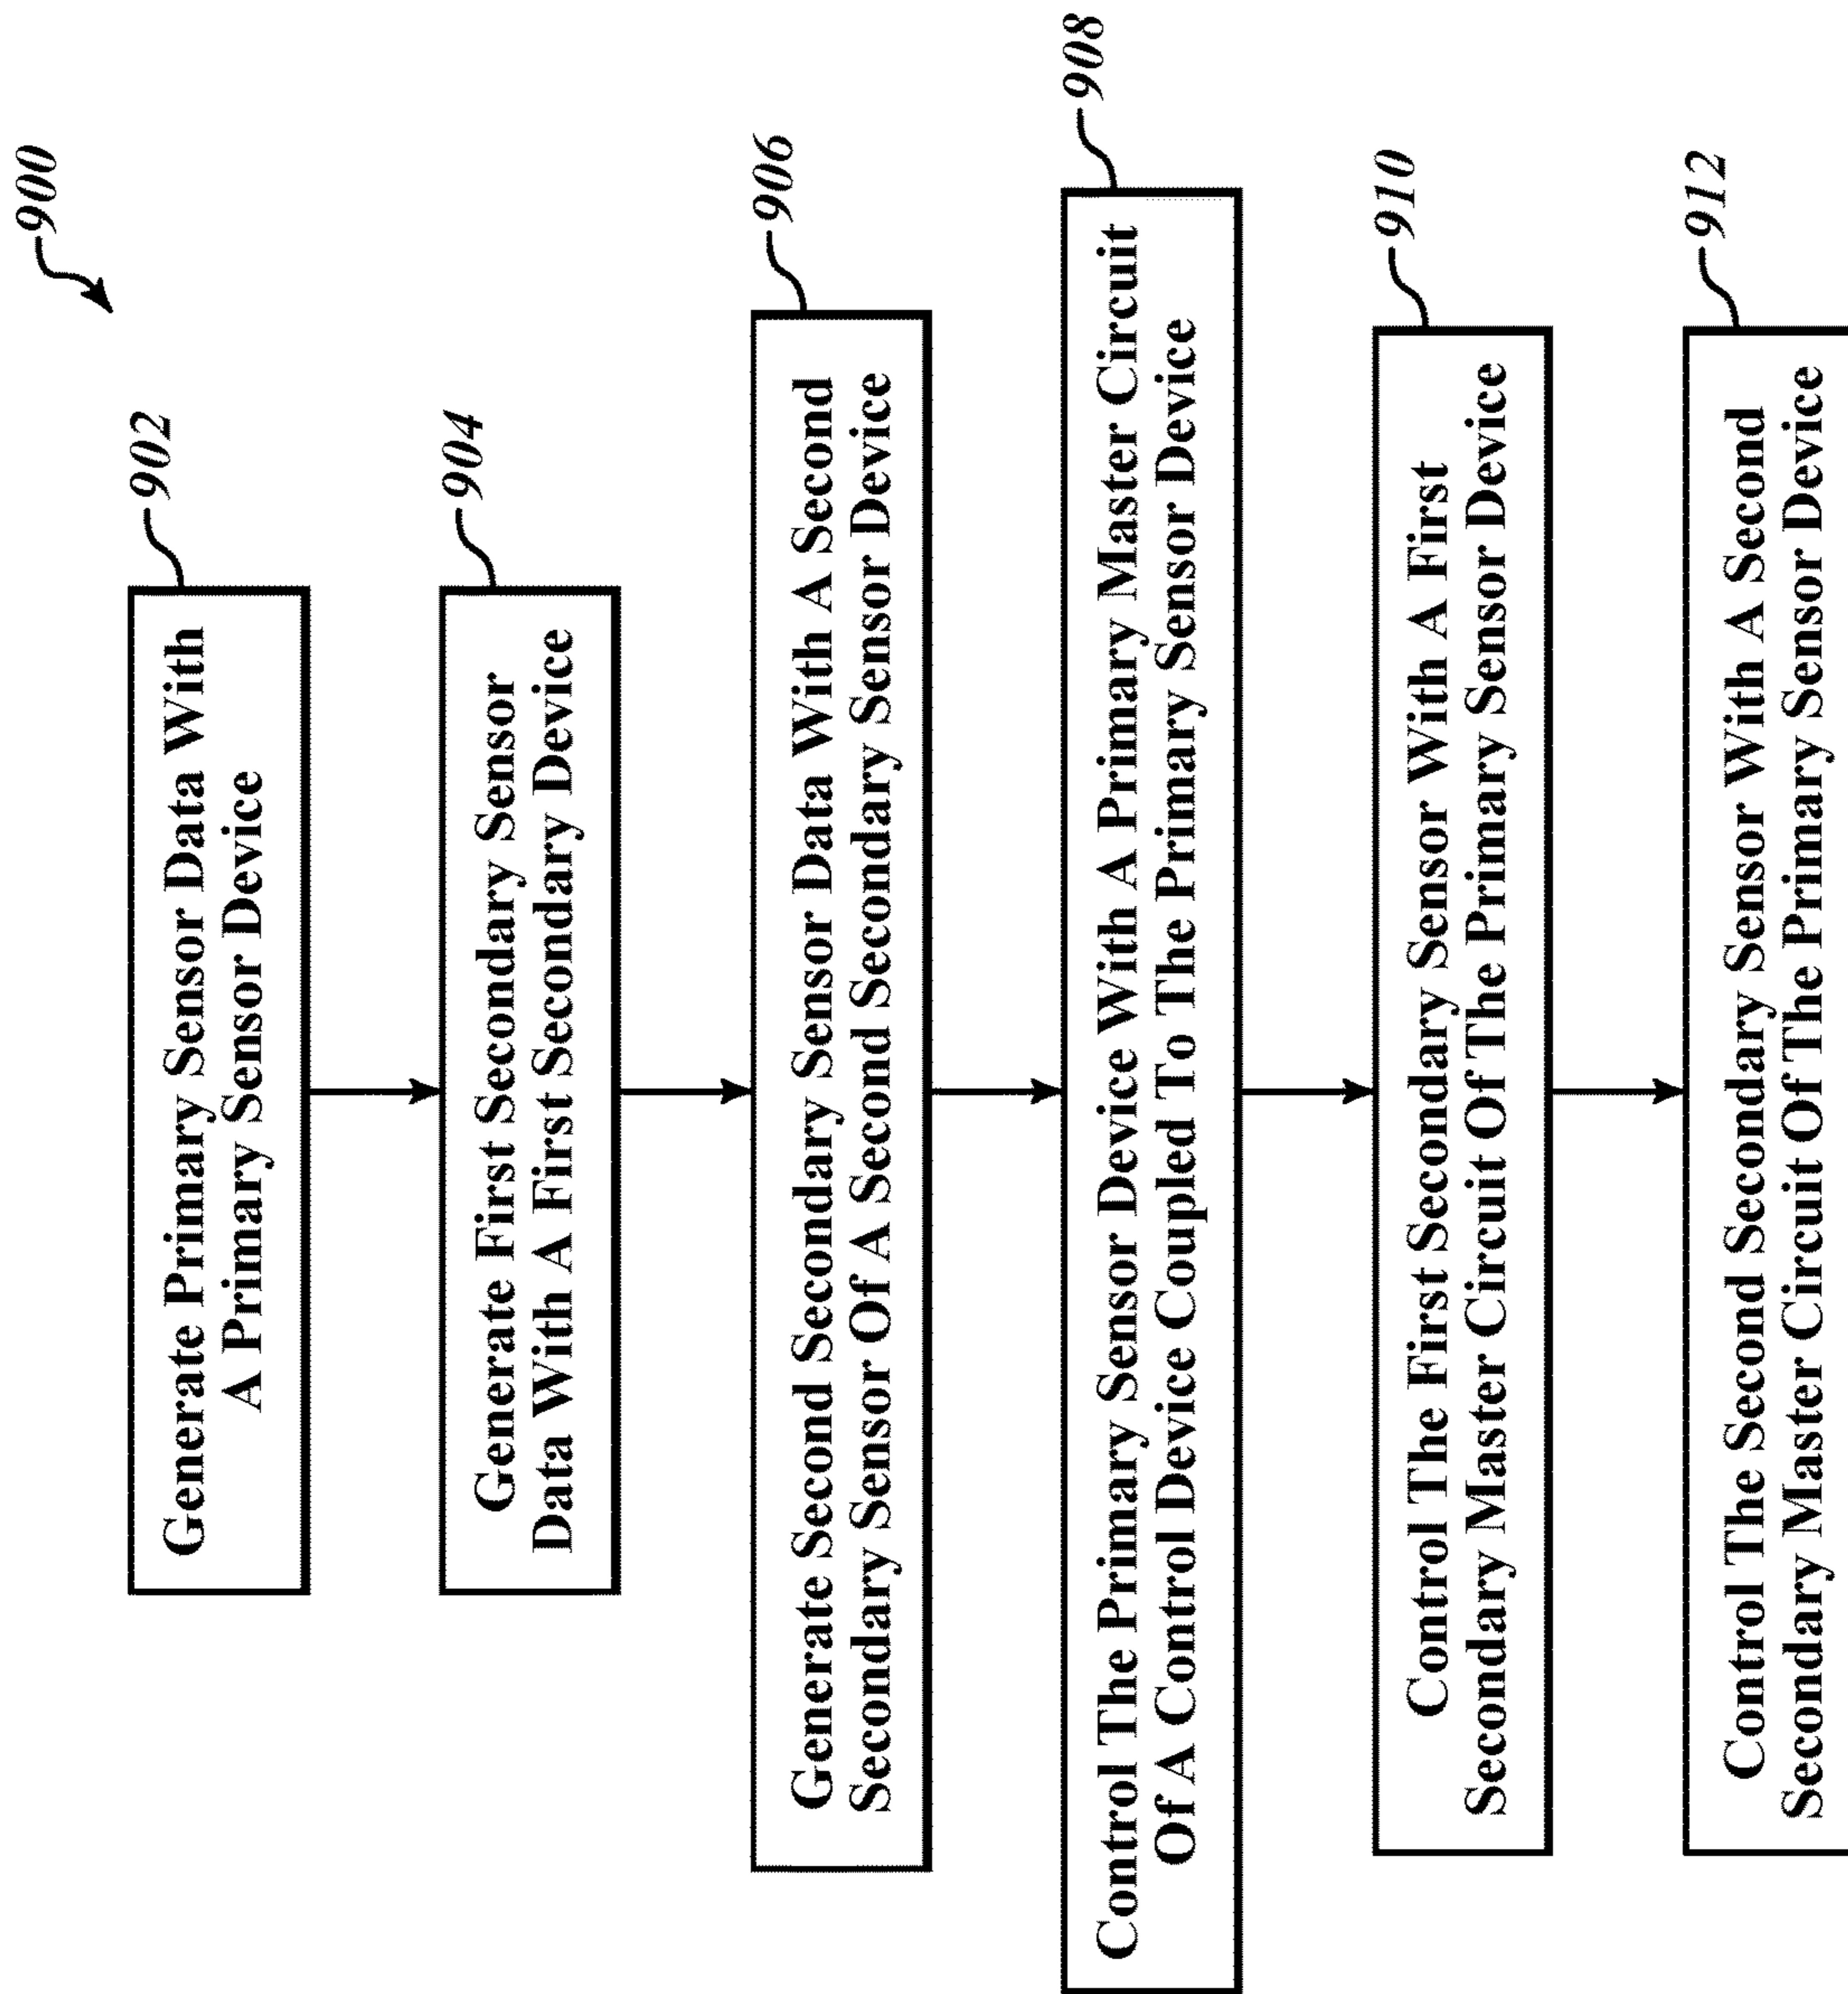 900
902
Generate Primary Sensor Data With
A Primary Sensor Device
904
Generate First Secondary Sensor
Data With A First Secondary Device
906
Generate Second Secondary Sensor Data With A Second
Secondary Sensor Of A Second Secondary Sensor Device
908
Control The Primary Sensor Device With A Primary Master Circuit
Of A Control Device Coupled To The Primary Sensor Device
910
Control The First Secondary Sensor With A First
Secondary Master Circuit Of The Primary Sensor Device
912
Control The Second Secondary Sensor With A Second
Secondary Master Circuit Of The Primary Sensor Device